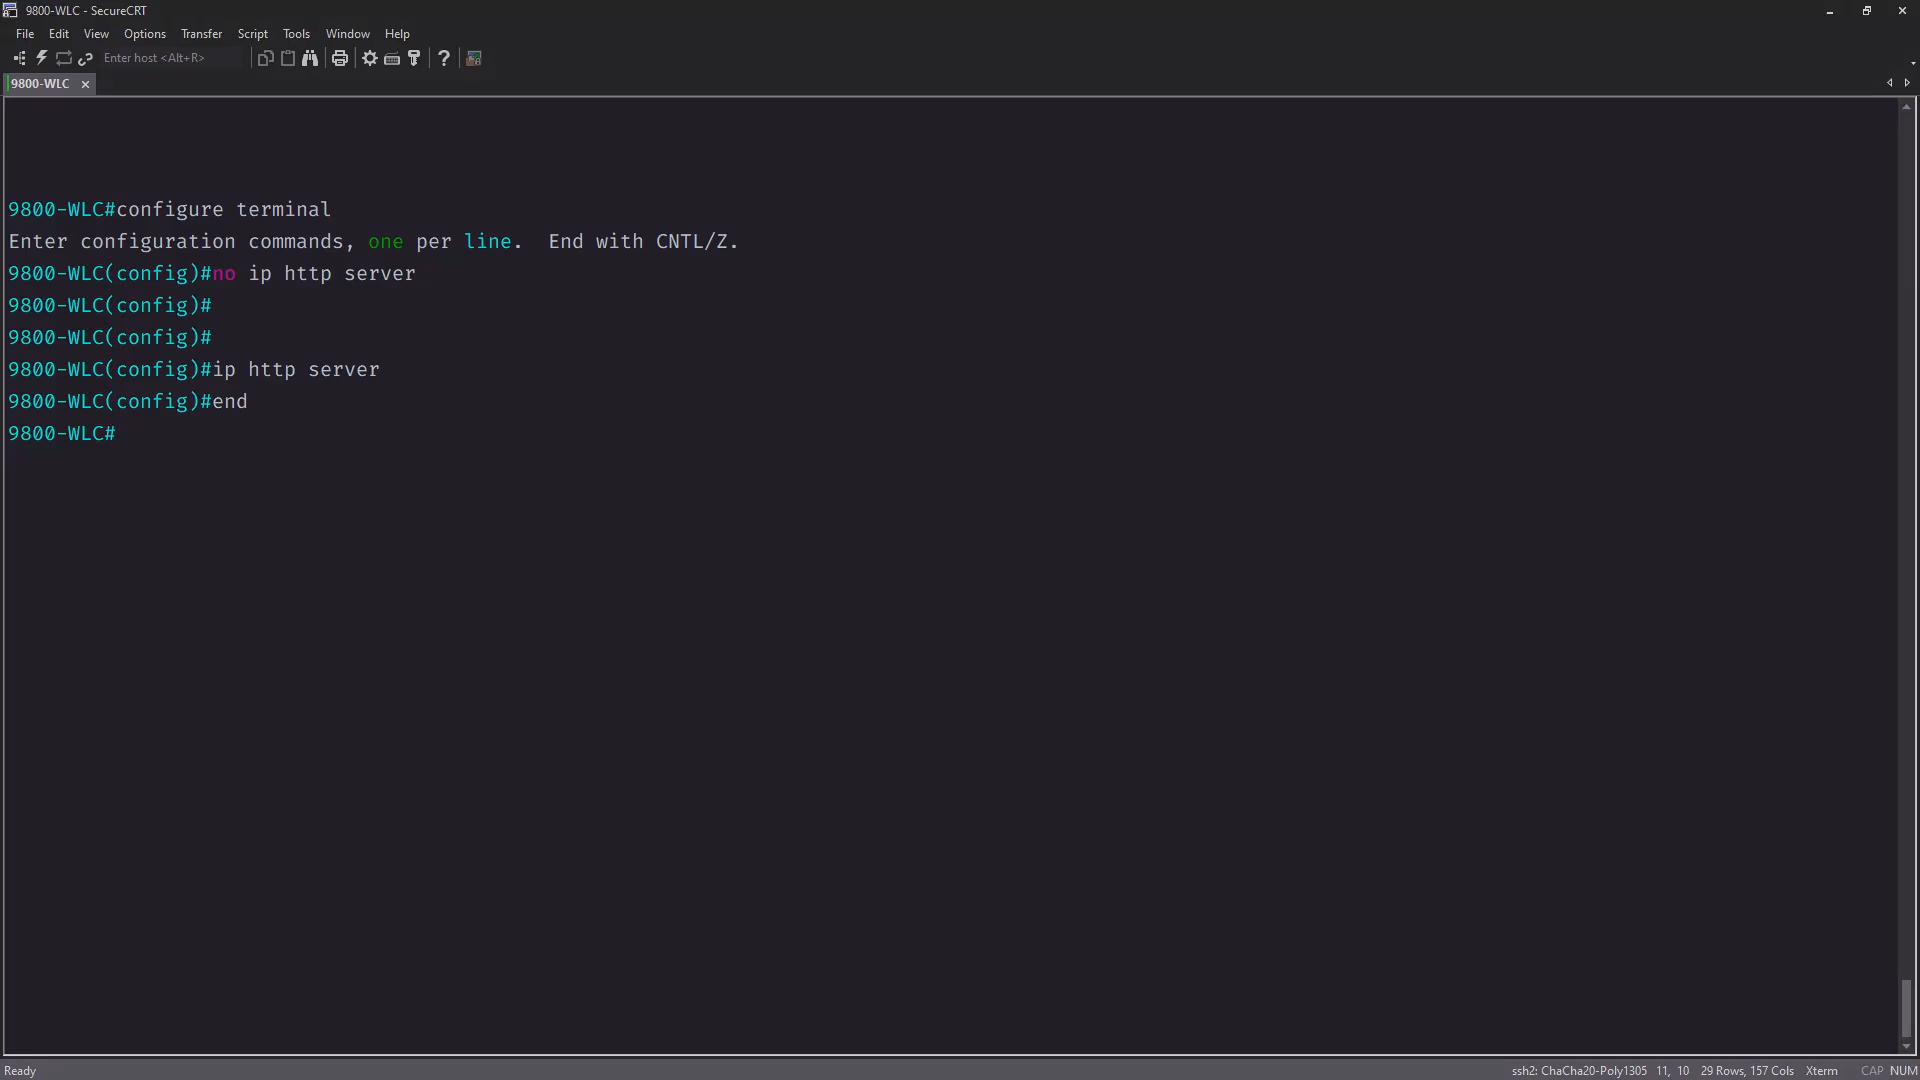 9800-WLC - SecureCRT
File Edit View Options Transfer Script Tools Window Help
Enter host <Alt+R>
9800-WLC
9800-WLC#configure terminal
Enter configuration commands, one per line.  End with CNTL/Z.
9800-WLC(config)#no ip http server
9800-WLC(config)#
9800-WLC(config)#
9800-WLC(config)#ip http server
9800-WLC(config)#end
9800-WLC#
Ready ssh2: ChaCha20-Poly1305 11, 10 29 Rows, 157 Cols Xterm CAP NUM